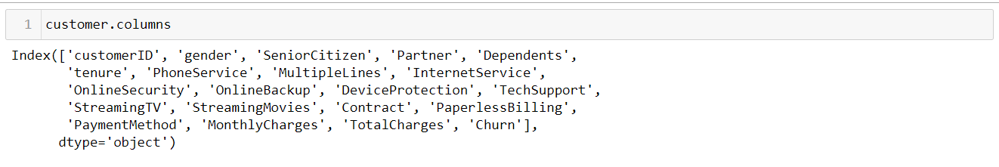 1 customer.columns
Index(['customerID', 'gender', 'SeniorCitizen', 'Partner', 'Dependents',
'tenure', 'PhoneService', 'MultipleLines', 'InternetService',
'OnlineSecurity', 'OnlineBackup', 'DeviceProtection', 'TechSupport',
'StreamingTV', 'StreamingMovies', 'Contract', 'PaperlessBilling',
'PaymentMethod', 'MonthlyCharges', 'TotalCharges', 'Churn'],
dtype='object')